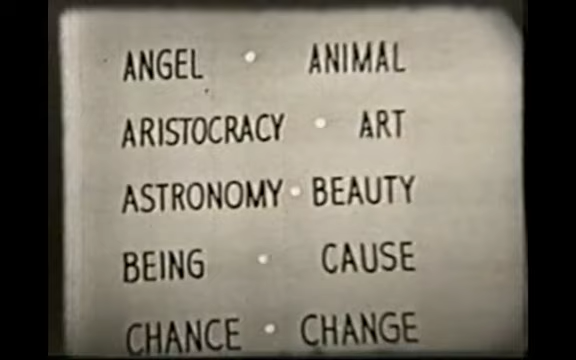 ANGEL • ANIMAL
ARISTOCRACY • ART
ASTRONOMY • BEAUTY
BEING • CAUSE
CHANCE • CHANGE